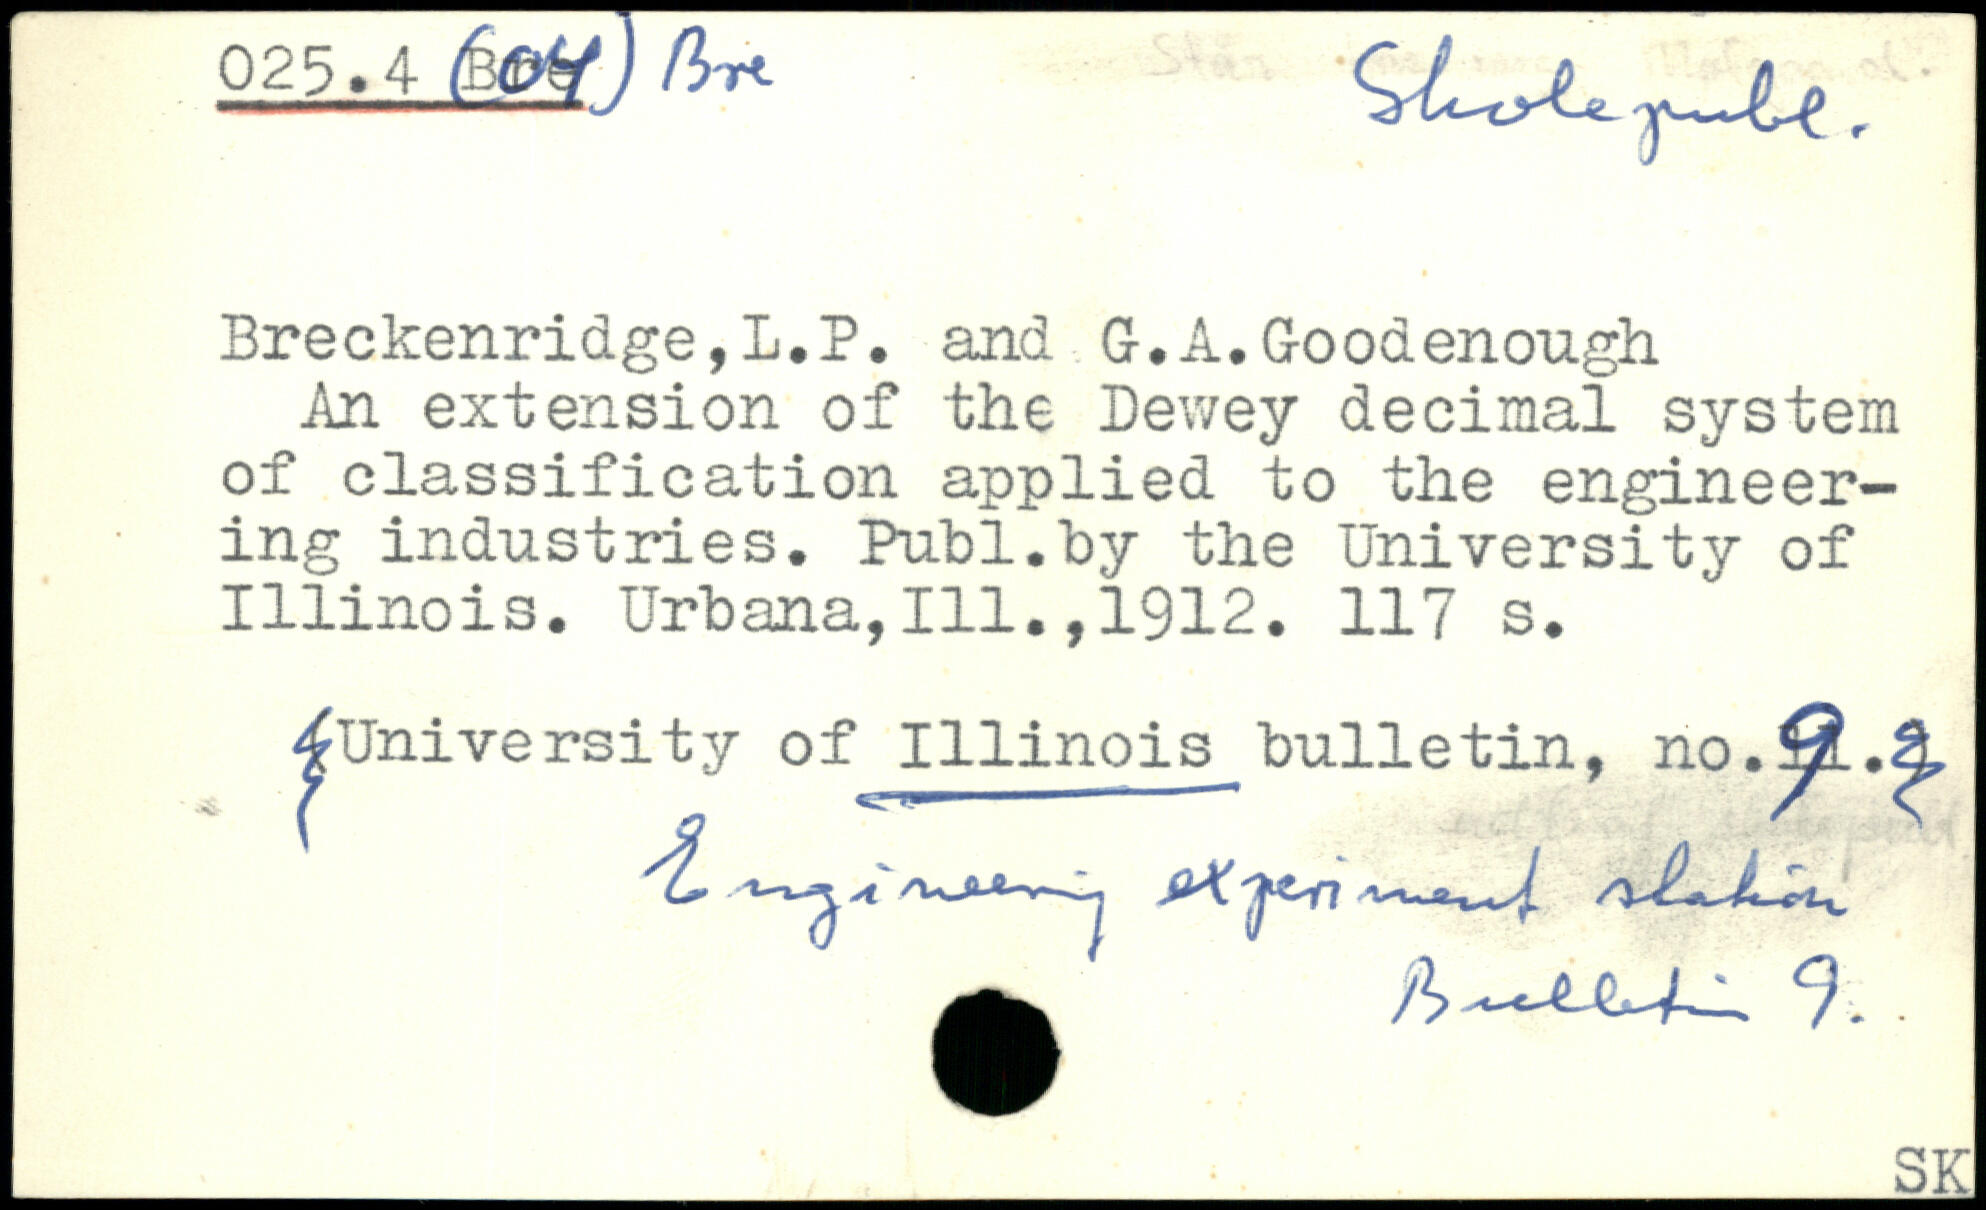 025.4 (04) Bre
Skolepubl.
Breckenridge,L.P. and G.A.Goodenough
An extension of the Dewey decimal system
of classification applied to the engineer-
ing industries. Publ.by the University of
Illinois. Urbana,Ill.,1912. 117 s.
(University of Illinois bulletin, no.9.)
Engineering experiment station
Bulletin 9.
SK